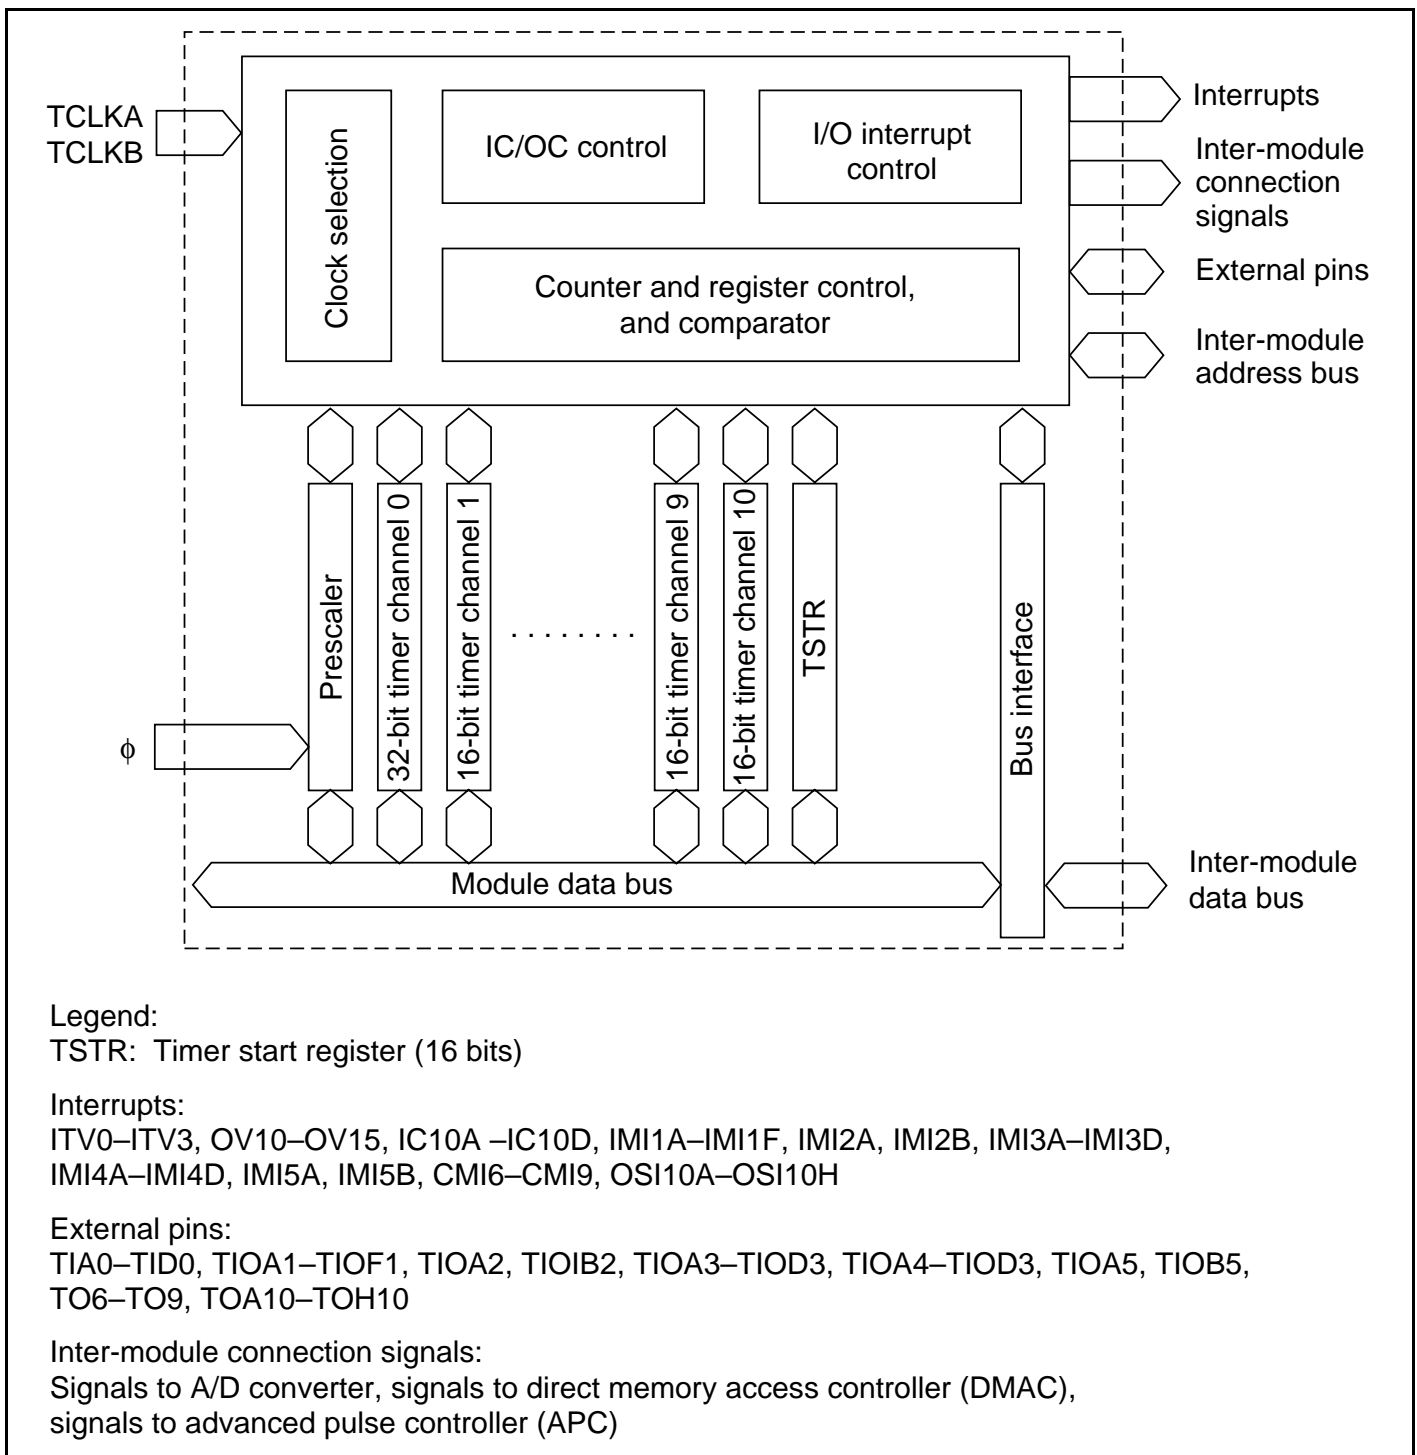 TCLKA
TCLKB
Clock selection
IC/OC control
I/O interrupt
control
Counter and register control,
and comparator
Interrupts
Inter-module
connection
signals
External pins
Inter-module
address bus
Prescaler
32-bit timer channel 0
16-bit timer channel 1
. . . . . . . .
16-bit timer channel 9
16-bit timer channel 10
TSTR
Bus interface
ϕ
Module data bus
Inter-module
data bus
Legend:
TSTR: Timer start register (16 bits)
Interrupts:
ITV0–ITV3, OV10–OV15, IC10A –IC10D, IMI1A–IMI1F, IMI2A, IMI2B, IMI3A–IMI3D,
IMI4A–IMI4D, IMI5A, IMI5B, CMI6–CMI9, OSI10A–OSI10H
External pins:
TIA0–TID0, TIOA1–TIOF1, TIOA2, TIOIB2, TIOA3–TIOD3, TIOA4–TIOD3, TIOA5, TIOB5,
TO6–TO9, TOA10–TOH10
Inter-module connection signals:
Signals to A/D converter, signals to direct memory access controller (DMAC),
signals to advanced pulse controller (APC)